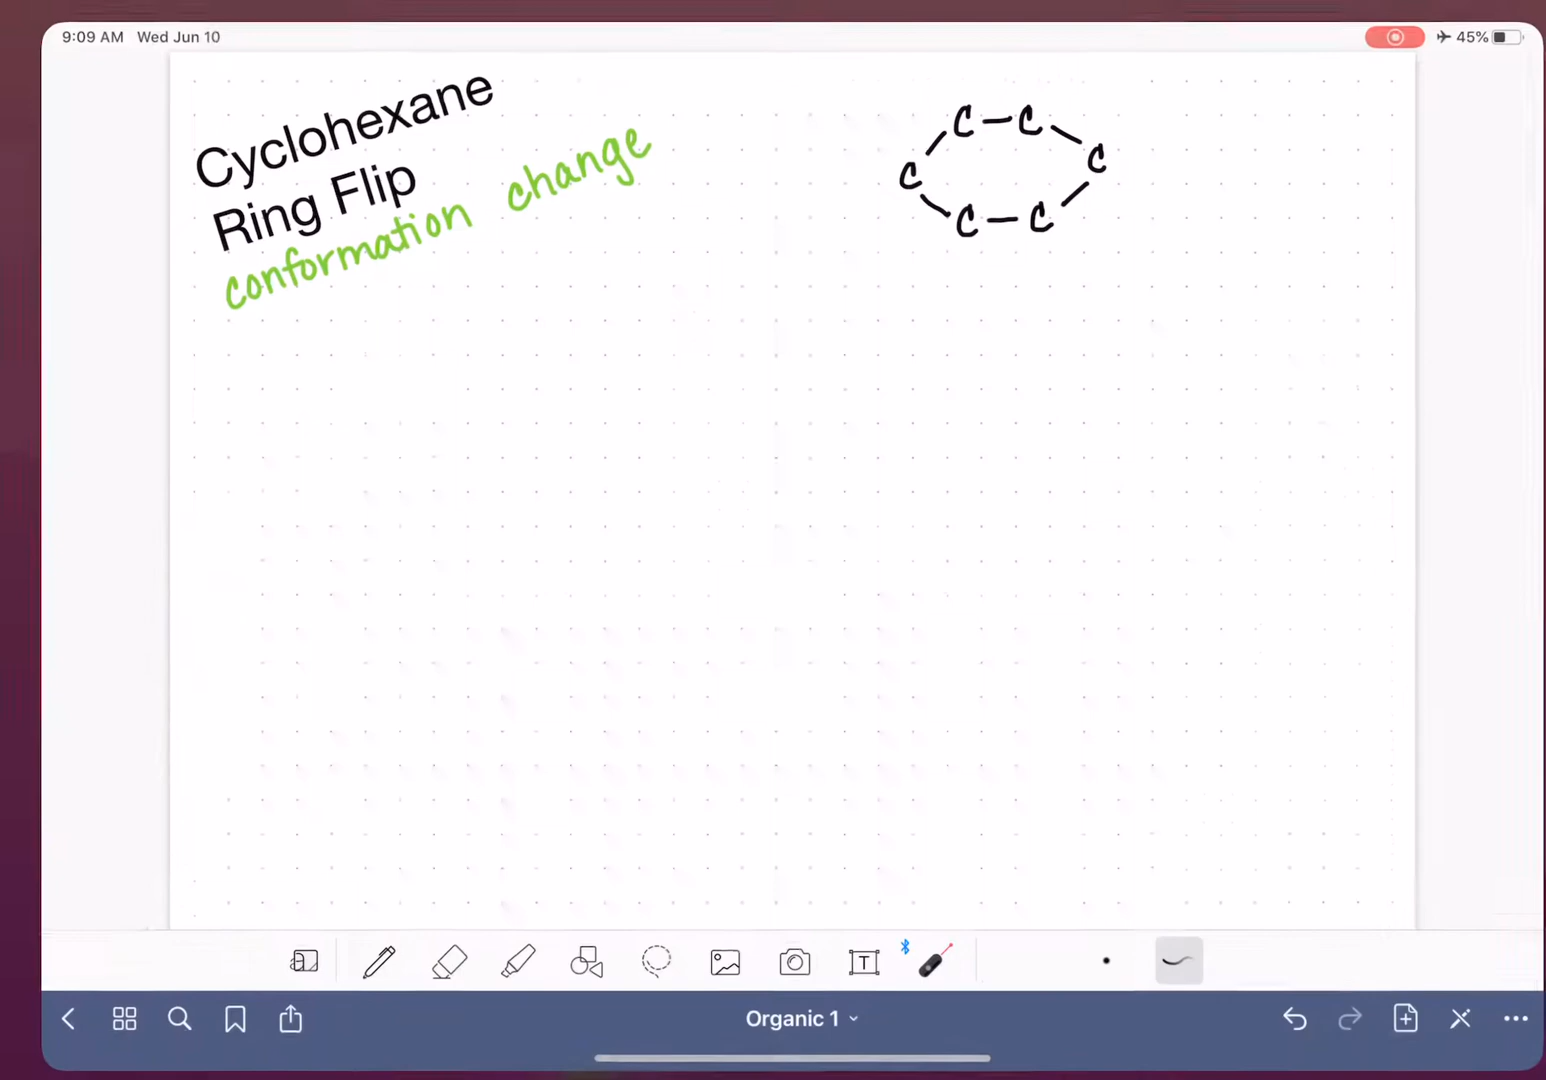 9:09 AM Wed Jun 10
45%
Cyclohexane
Ring Flip
conformation change
C - C
C C
C - C
T
Organic 1